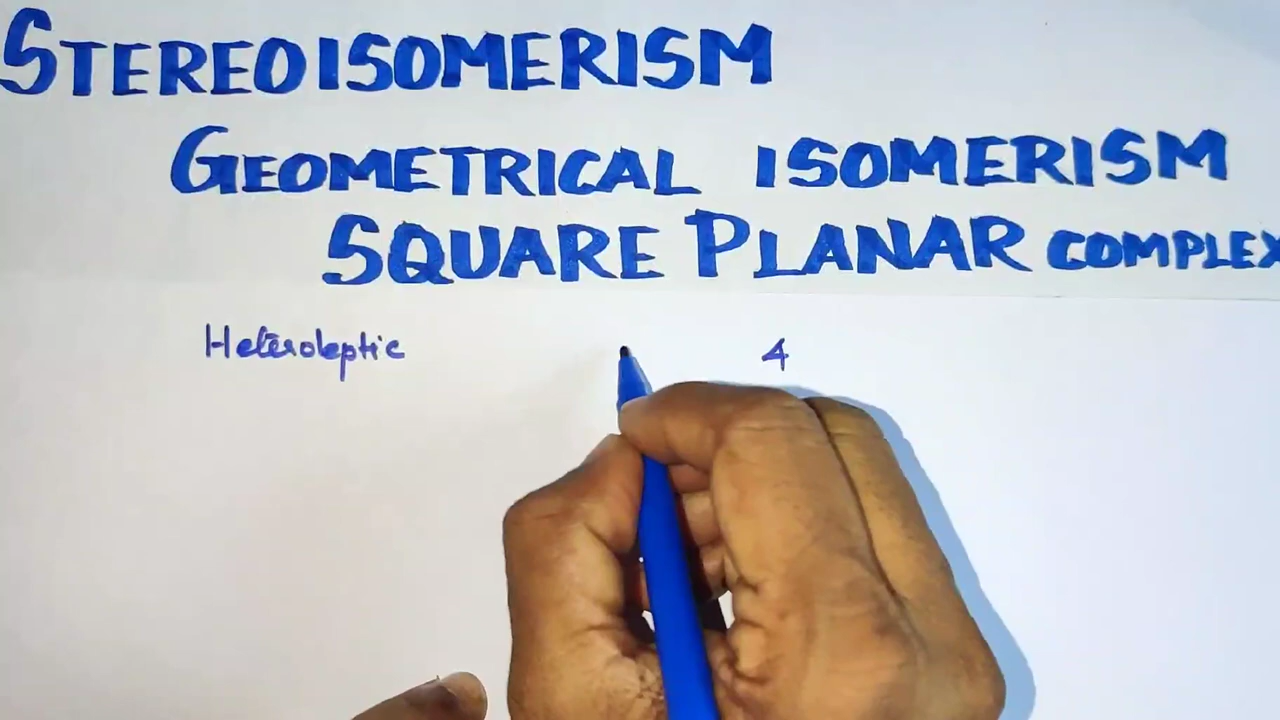 STEREOISOMERISM
GEOMETRICAL ISOMERISM
SQUARE PLANAR COMPLEX
Heteroleptic 4